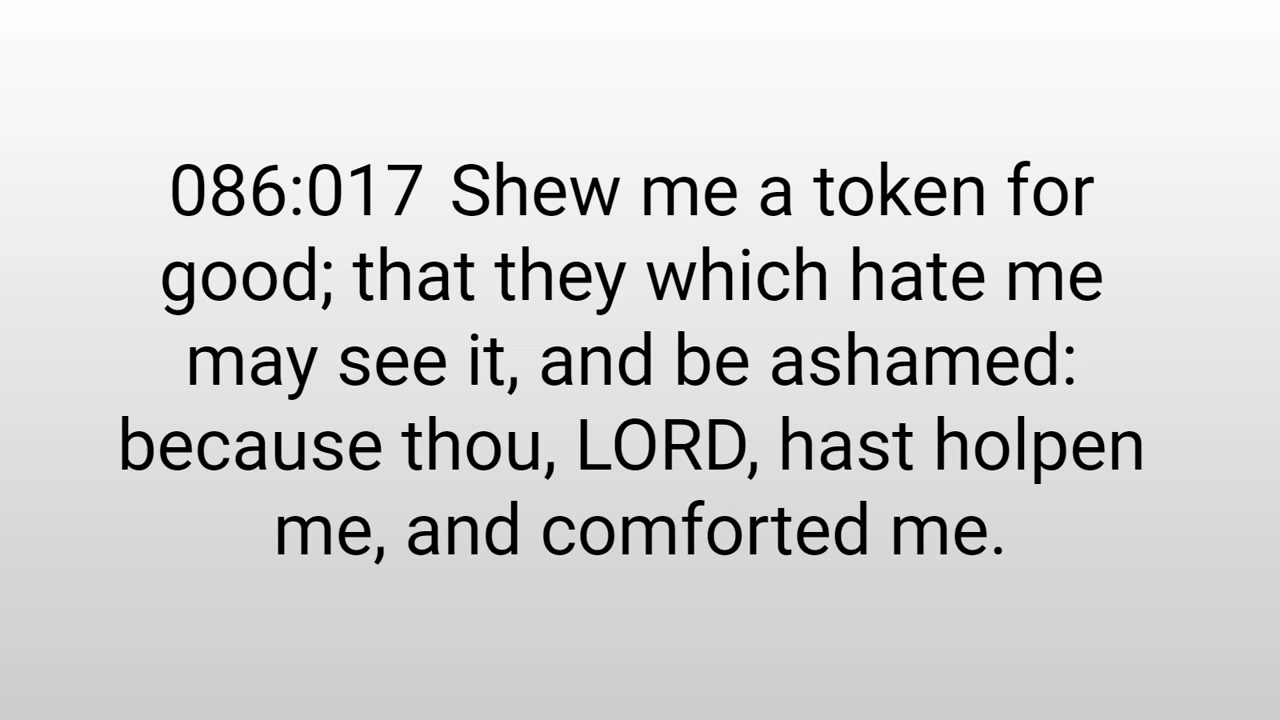 086:017 Shew me a token for
good; that they which hate me
may see it, and be ashamed:
because thou, LORD, hast holpen
me, and comforted me.